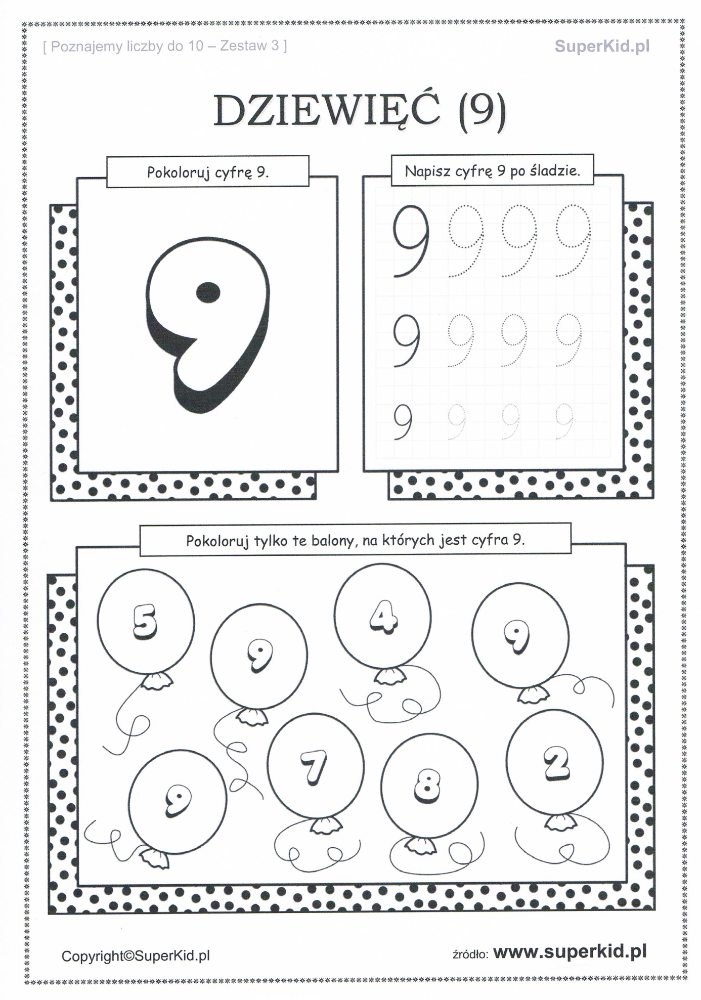 [ Poznajemy liczby do 10 – Zestaw 3 ] SuperKid.pl
DZIEWIĘĆ (9)
Pokoloruj cyfrę 9.
Napisz cyfrę 9 po śladzie.
9
9 9 9 9
9 9 9 9
9 9 9 9
Pokoloruj tylko te balony, na których jest cyfra 9.
5 9 4 9
9 7 8 2
Copyright©SuperKid.pl
źródło: www.superkid.pl